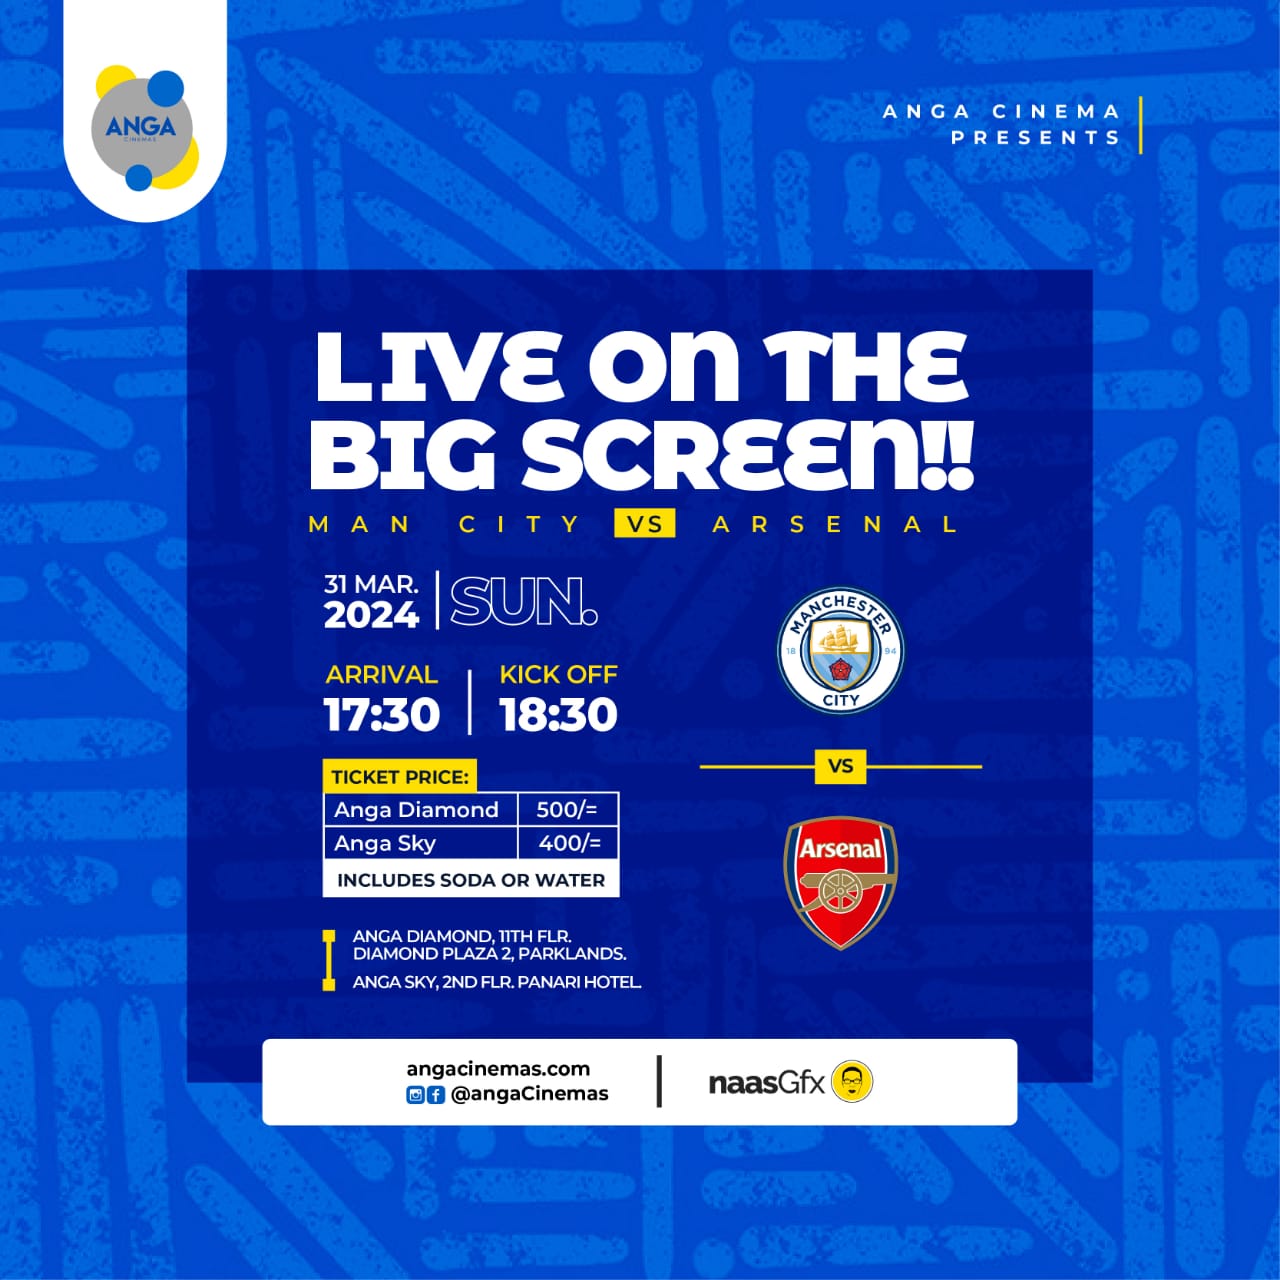 ANGA
CINEMAS
ANGA CINEMA
PRESENTS
LIVE ON THE
BIG SCREEN!!
MAN CITY VS ARSENAL
31 MAR.
2024
SUN.
ARRIVAL
17:30
KICK OFF
18:30
TICKET PRICE:
Anga Diamond 500/=
Anga Sky 400/=
INCLUDES SODA OR WATER
MANCHESTER
18 94
CITY
VS
Arsenal
ANGA DIAMOND, 11TH FLR.
DIAMOND PLAZA 2, PARKLANDS.
ANGA SKY, 2ND FLR. PANARI HOTEL.
angacinemas.com
@angaCinemas
naasGfx